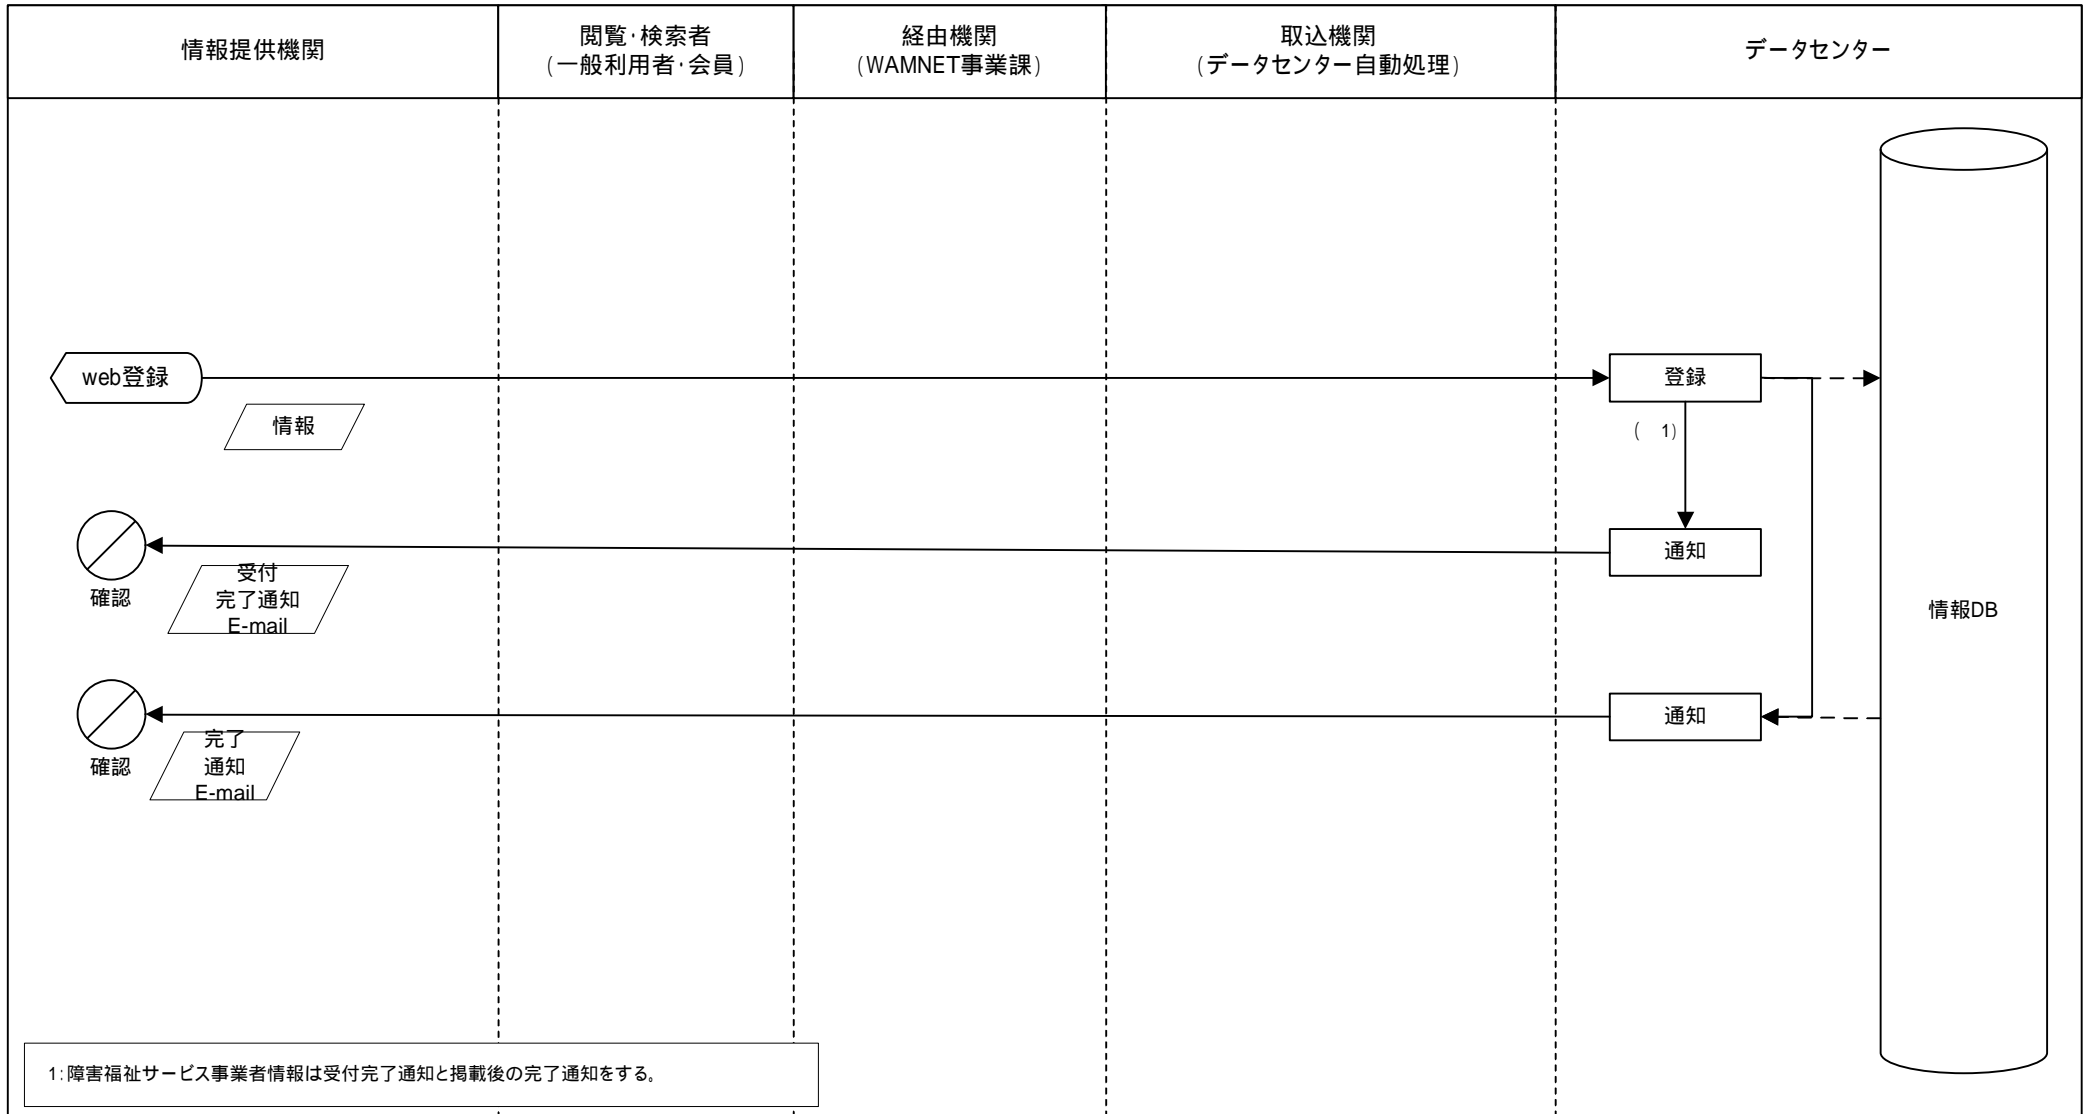 情報提供機関
閲覧・検索者
(一般利用者・会員)
経由機関
(WAMNET事業課)
取込機関
(データセンター自動処理)
データセンター
web登録
登録
情報
(　1)
通知
確認
受付
完了通知
E-mail
情報DB
通知
確認
完了
通知
E-mail
1:障害福祉サービス事業者情報は受付完了通知と掲載後の完了通知をする。